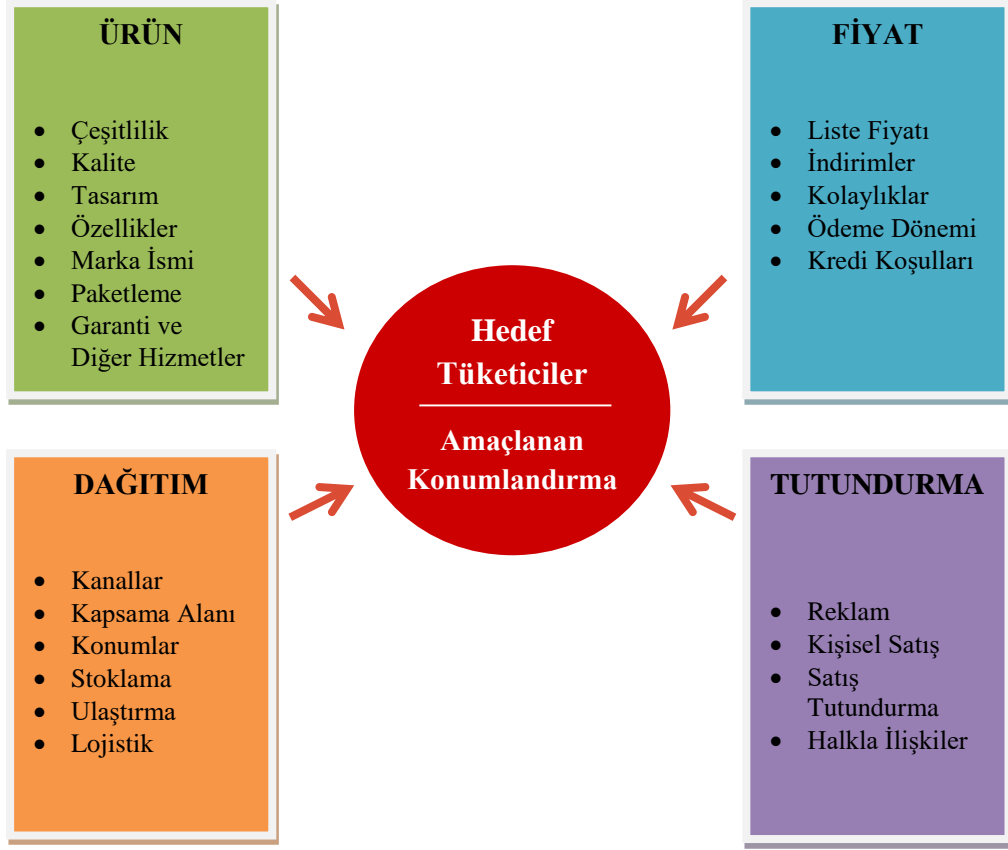 ÜRÜN
• Çeşitlilik
• Kalite
• Tasarım
• Özellikler
• Marka İsmi
• Paketleme
• Garanti ve
Diğer Hizmetler
FİYAT
• Liste Fiyatı
• İndirimler
• Kolaylıklar
• Ödeme Dönemi
• Kredi Koşulları
Hedef
Tüketiciler
Amaçlanan
Konumlandırma
DAĞITIM
• Kanallar
• Kapsama Alanı
• Konumlar
• Stoklama
• Ulaştırma
• Lojistik
TUTUNDURMA
• Reklam
• Kişisel Satış
• Satış
Tutundurma
• Halkla İlişkiler